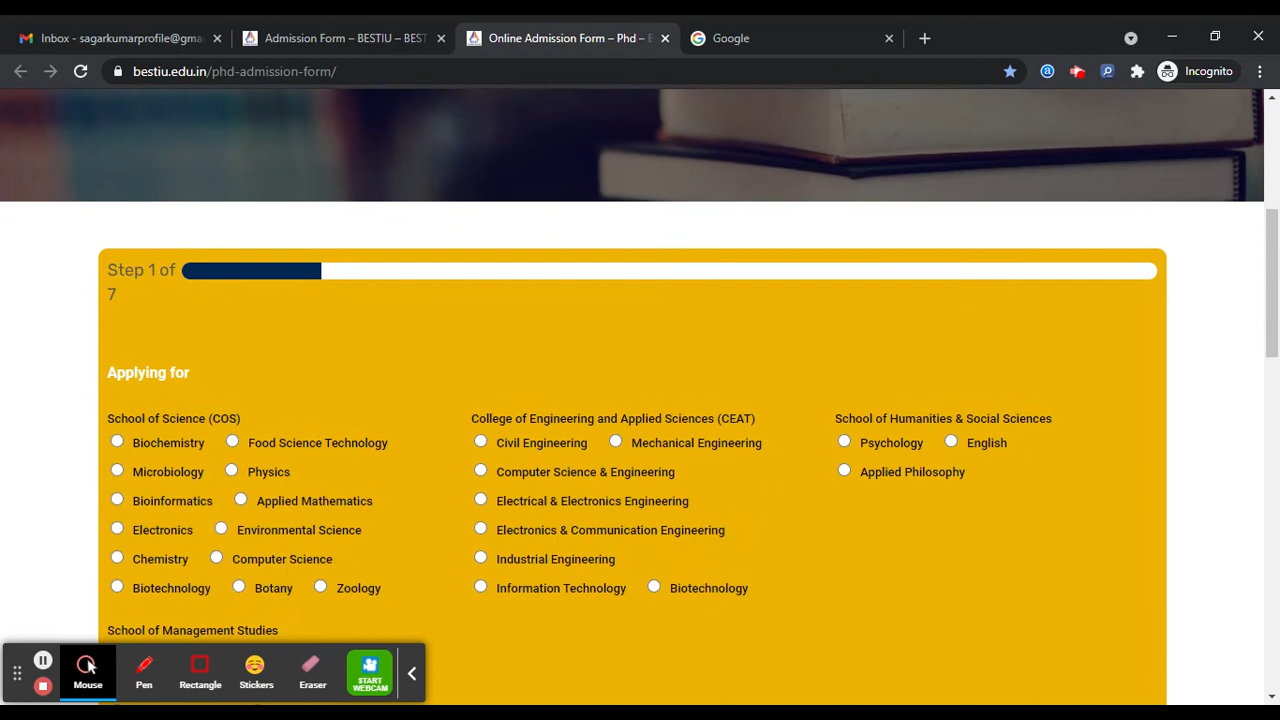 Inbox - sagarkumarprofile@gma
Admission Form – BESTIU – BEST
Online Admission Form – Phd – B
Google
bestiu.edu.in/phd-admission-form/
Incognito
Step 1 of
7
Applying for
School of Science (COS)
Biochemistry Food Science Technology
Microbiology Physics
Bioinformatics Applied Mathematics
Electronics Environmental Science
Chemistry Computer Science
Biotechnology Botany Zoology
College of Engineering and Applied Sciences (CEAT)
Civil Engineering Mechanical Engineering
Computer Science & Engineering
Electrical & Electronics Engineering
Electronics & Communication Engineering
Industrial Engineering
Information Technology Biotechnology
School of Humanities & Social Sciences
Psychology English
Applied Philosophy
School of Management Studies
Mouse
Pen
Rectangle
Stickers
Eraser
START
WEBCAM